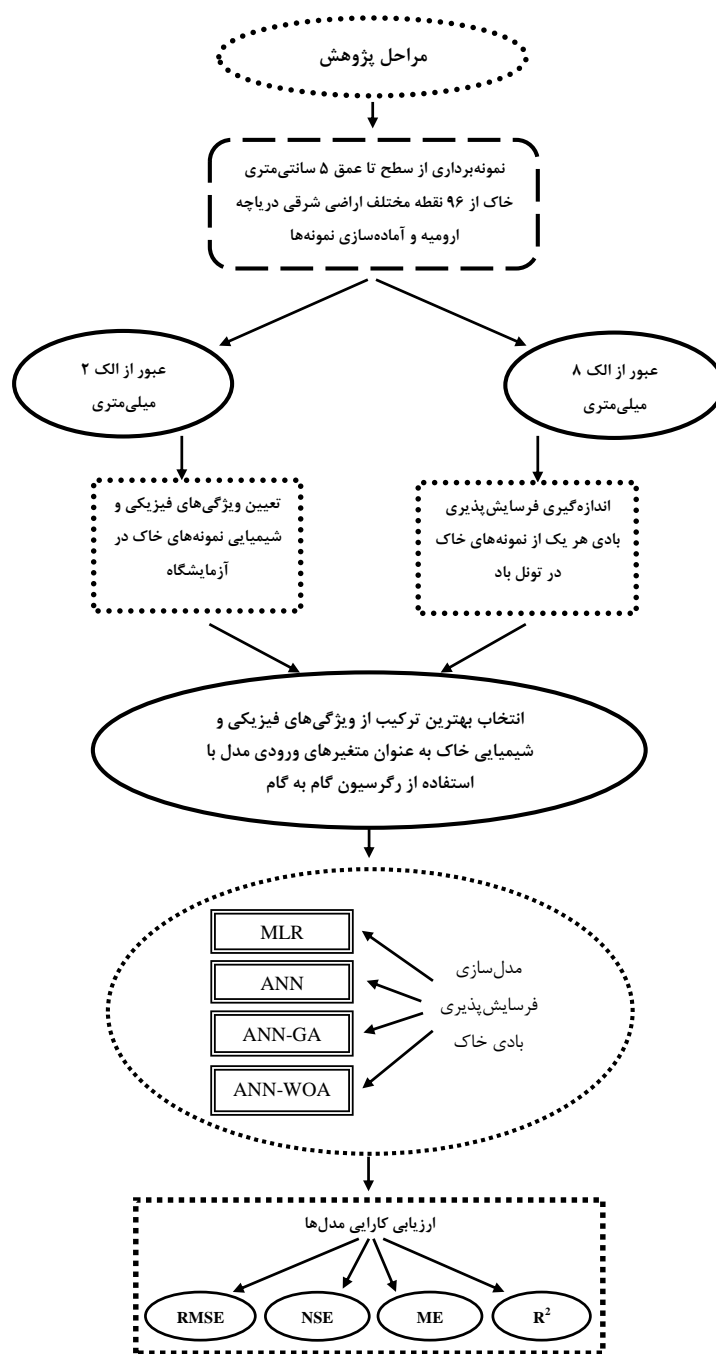 مراحل پژوهش
نمونه‌برداری از سطح تا عمق ۵ سانتی‌متری
خاک از ۹۶ نقطه مختلف اراضی شرقی دریاچه
ارومیه و آماده‌سازی نمونه‌ها
عبور از الک ۸
میلی‌متری
عبور از الک ۲
میلی‌متری
اندازه‌گیری فرسایش‌پذیری
بادی هر یک از نمونه‌های خاک
در تونل باد
تعیین ویژگی‌های فیزیکی و
شیمیایی نمونه‌های خاک در
آزمایشگاه
انتخاب بهترین ترکیب از ویژگی‌های فیزیکی و
شیمیایی خاک به عنوان متغیرهای ورودی مدل با
استفاده از رگرسیون گام به گام
مدل‌سازی
فرسایش‌پذیری
بادی خاک
MLR
ANN
ANN-GA
ANN-WOA
ارزیابی کارایی مدل‌ها
RMSE
NSE
ME
R²